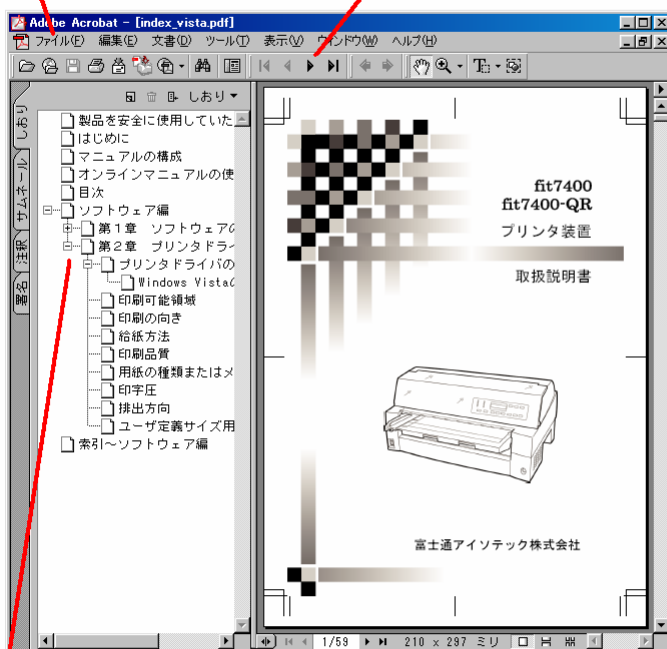 Adobe Acrobat - [index_vista.pdf]
ファイル(F) 編集(E) 文書(D) ツール(T) 表示(V) ウィンドウ(W) ヘルプ(H)
しおり
しおり
サムネール
注釈
署名
製品を安全に使用していた
はじめに
マニュアルの構成
オンラインマニュアルの使
目次
ソフトウェア編
第1章 ソフトウェアの
第2章 プリンタドライ
プリンタドライバの
Windows Vistaの
印刷可能領域
印刷の向き
給紙方法
印刷品質
用紙の種類またはメ
印字圧
排出方向
ユーザ定義サイズ用
索引～ソフトウェア編
fit7400
fit7400-QR
プリンタ装置
取扱説明書
富士通アイソテック株式会社
1/59 210 x 297 ミリ